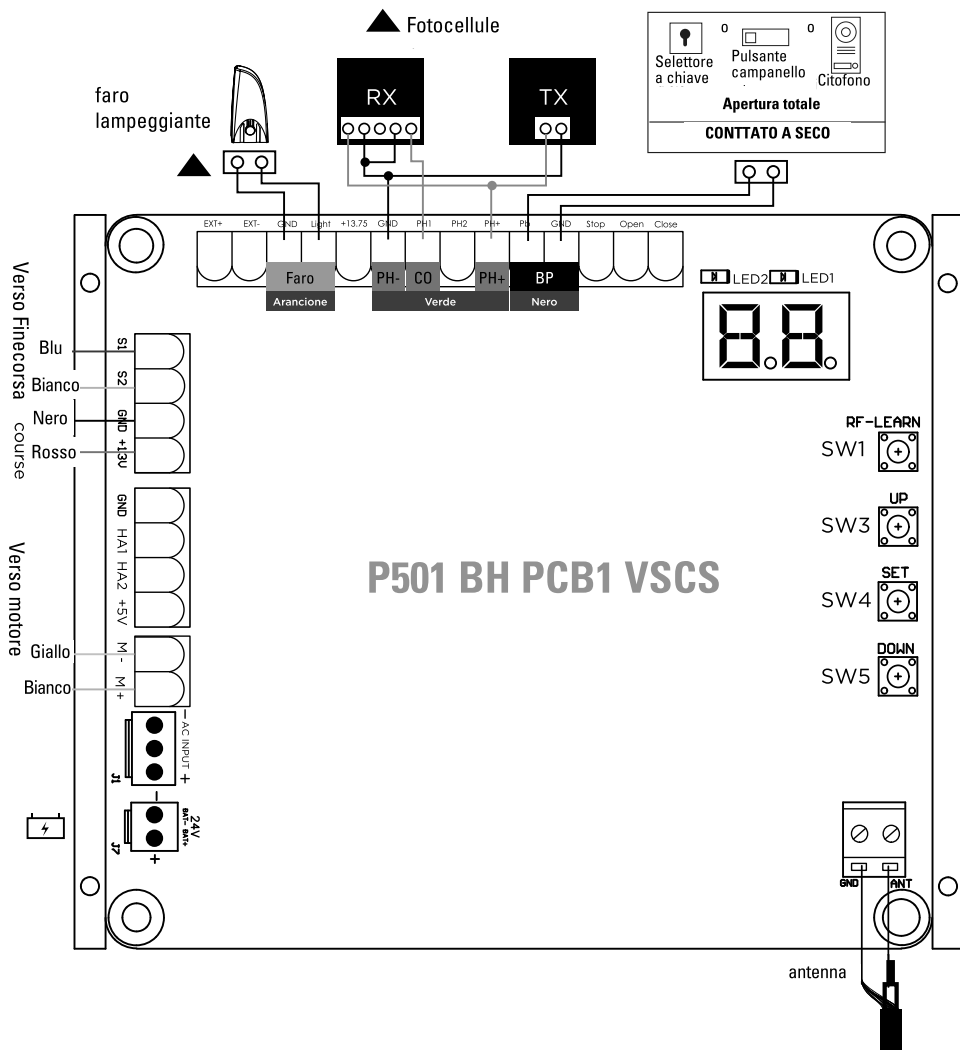 Fotocellule
faro
lampeggiante
RX
TX
o
o
Selettore
a chiave
Pulsante
campanello
Citofono
Apertura totale
CONTTATO A SECO
EXT+ EXT- GND Light +13.75 GND PH1 PH2 PH+ Pb GND Stop Open Close
Faro
Arancione
PH- CO PH+
Verde
BP
Nero
LED2 LED1
8.8.
Verso Finecorsa
course
Blu
S1
Bianco
S2
Nero
GND
Rosso
+13V
GND
HA1
HA2
+5V
Verso motore
Giallo
M -
Bianco
M +
P501 BH PCB1 VSCS
RF-LEARN
SW1
UP
SW3
SET
SW4
DOWN
SW5
- AC INPUT +
J1
-
24V
BAT- BAT+
J7
+
GND ANT
antenna